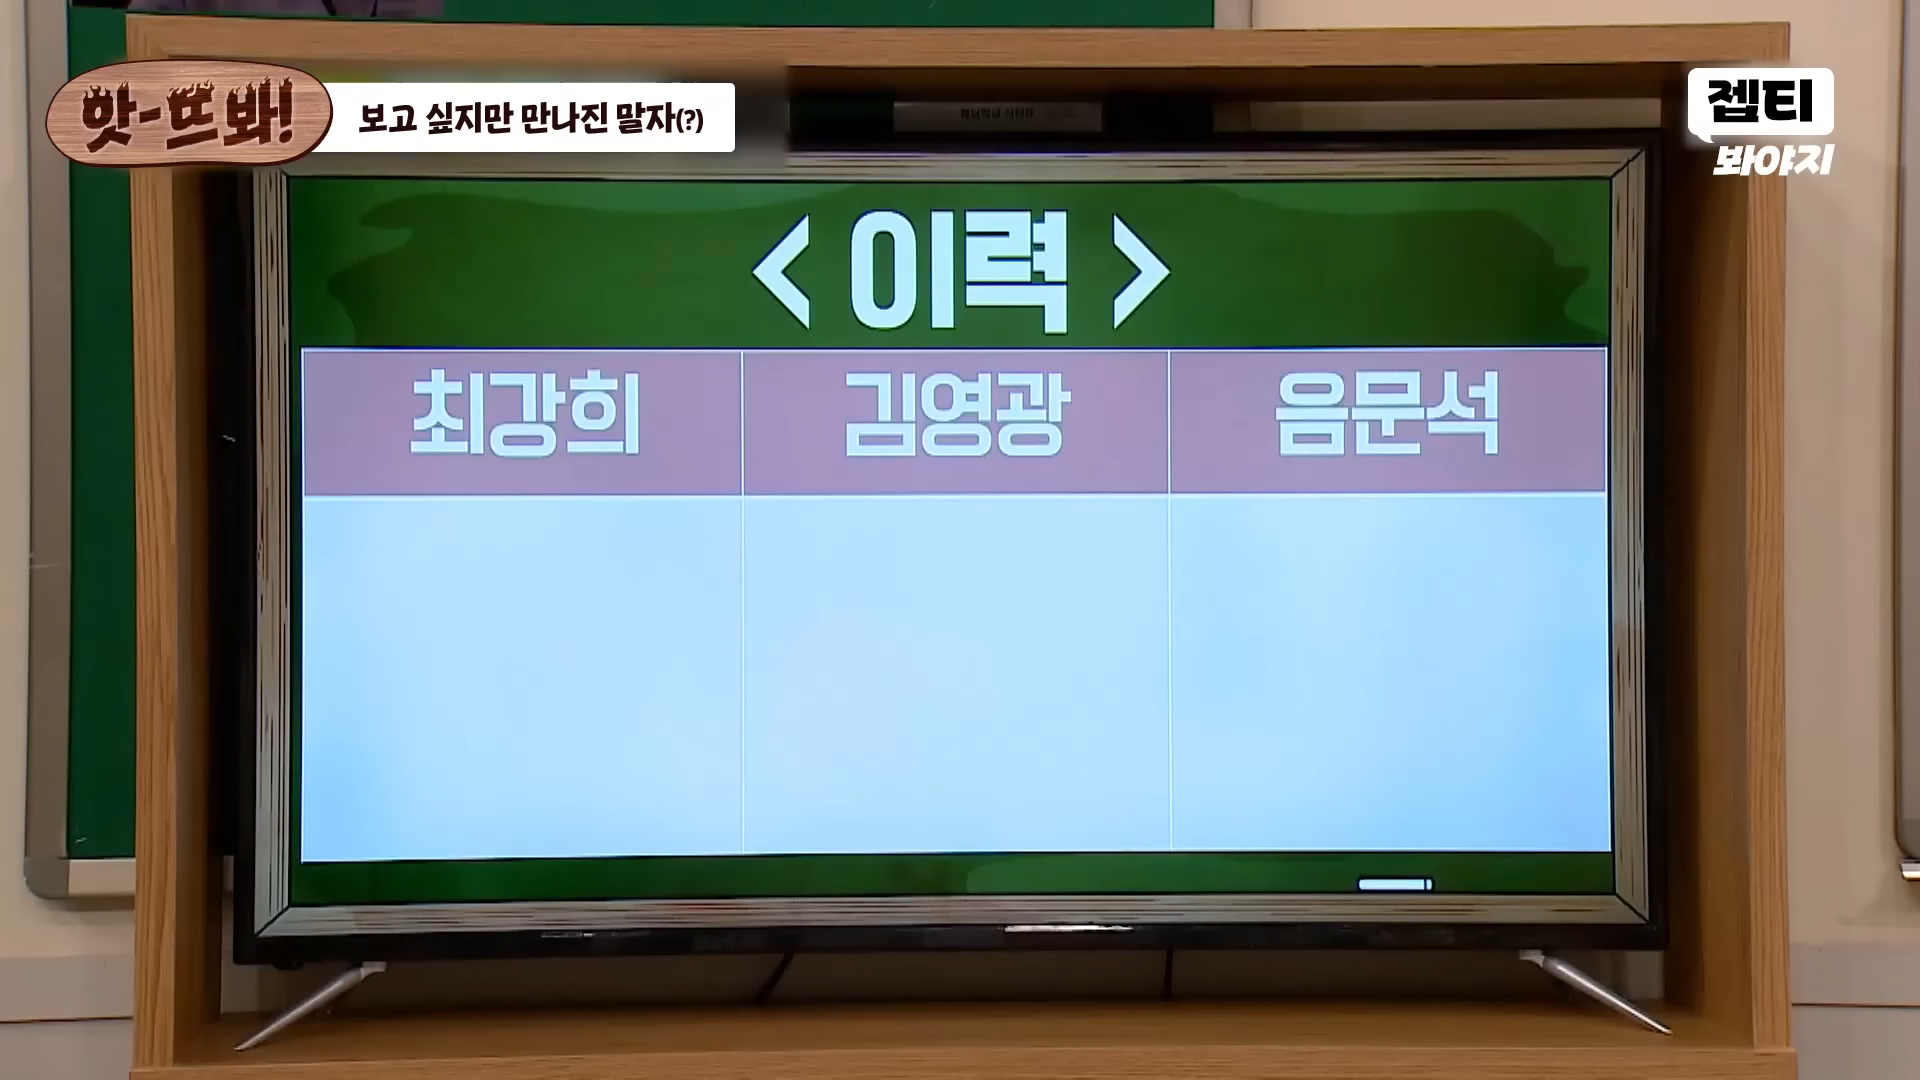 앗-뜨봐!
보고 싶지만 만나진 말자(?)
젭티
봐야지
<이력>
최강희 김영광 음문석